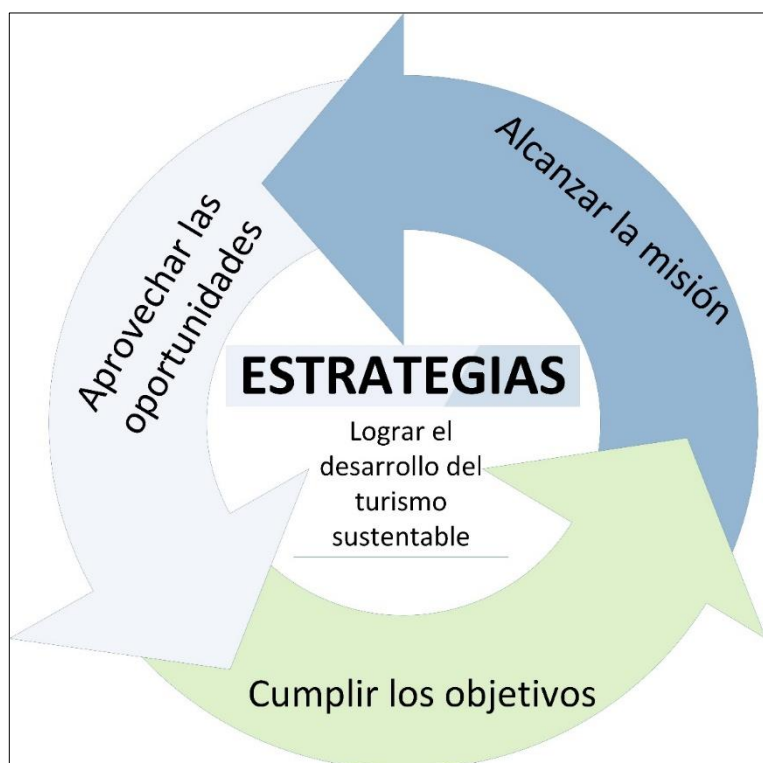 Alcanzar la misión
Aprovechar las
oportunidades
ESTRATEGIAS
Lograr el
desarrollo del
turismo
sustentable
Cumplir los objetivos